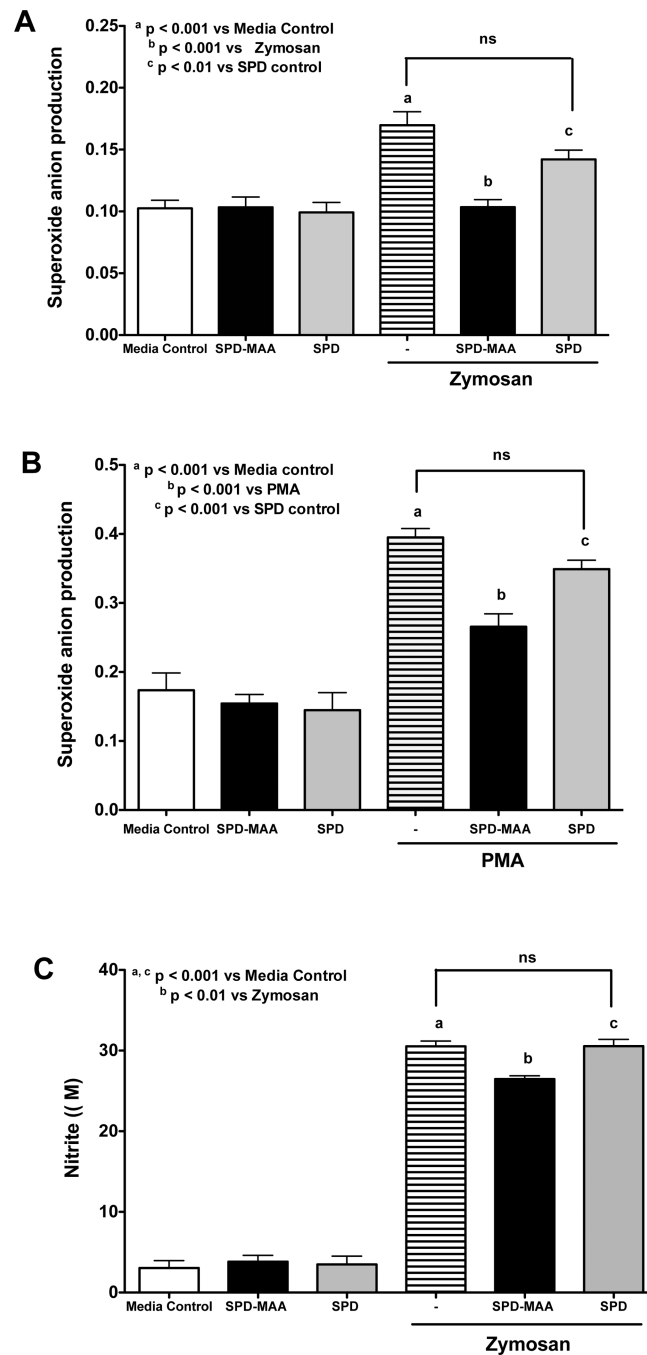 A
a p < 0.001 vs Media Control
b p < 0.001 vs Zymosan
c p < 0.01 vs SPD control
ns
a
b
c
Superoxide anion production
0.25
0.20
0.15
0.10
0.05
0.00
Media Control SPD-MAA SPD - SPD-MAA SPD
Zymosan
B
a p < 0.001 vs Media control
b p < 0.001 vs PMA
c p < 0.001 vs SPD control
ns
a
b
c
Superoxide anion production
0.5
0.4
0.3
0.2
0.1
0.0
Media Control SPD-MAA SPD - SPD-MAA SPD
PMA
C
a, c p < 0.001 vs Media Control
b p < 0.01 vs Zymosan
ns
a
b
c
Nitrite (( M)
40
30
20
10
0
Media Control SPD-MAA SPD - SPD-MAA SPD
Zymosan